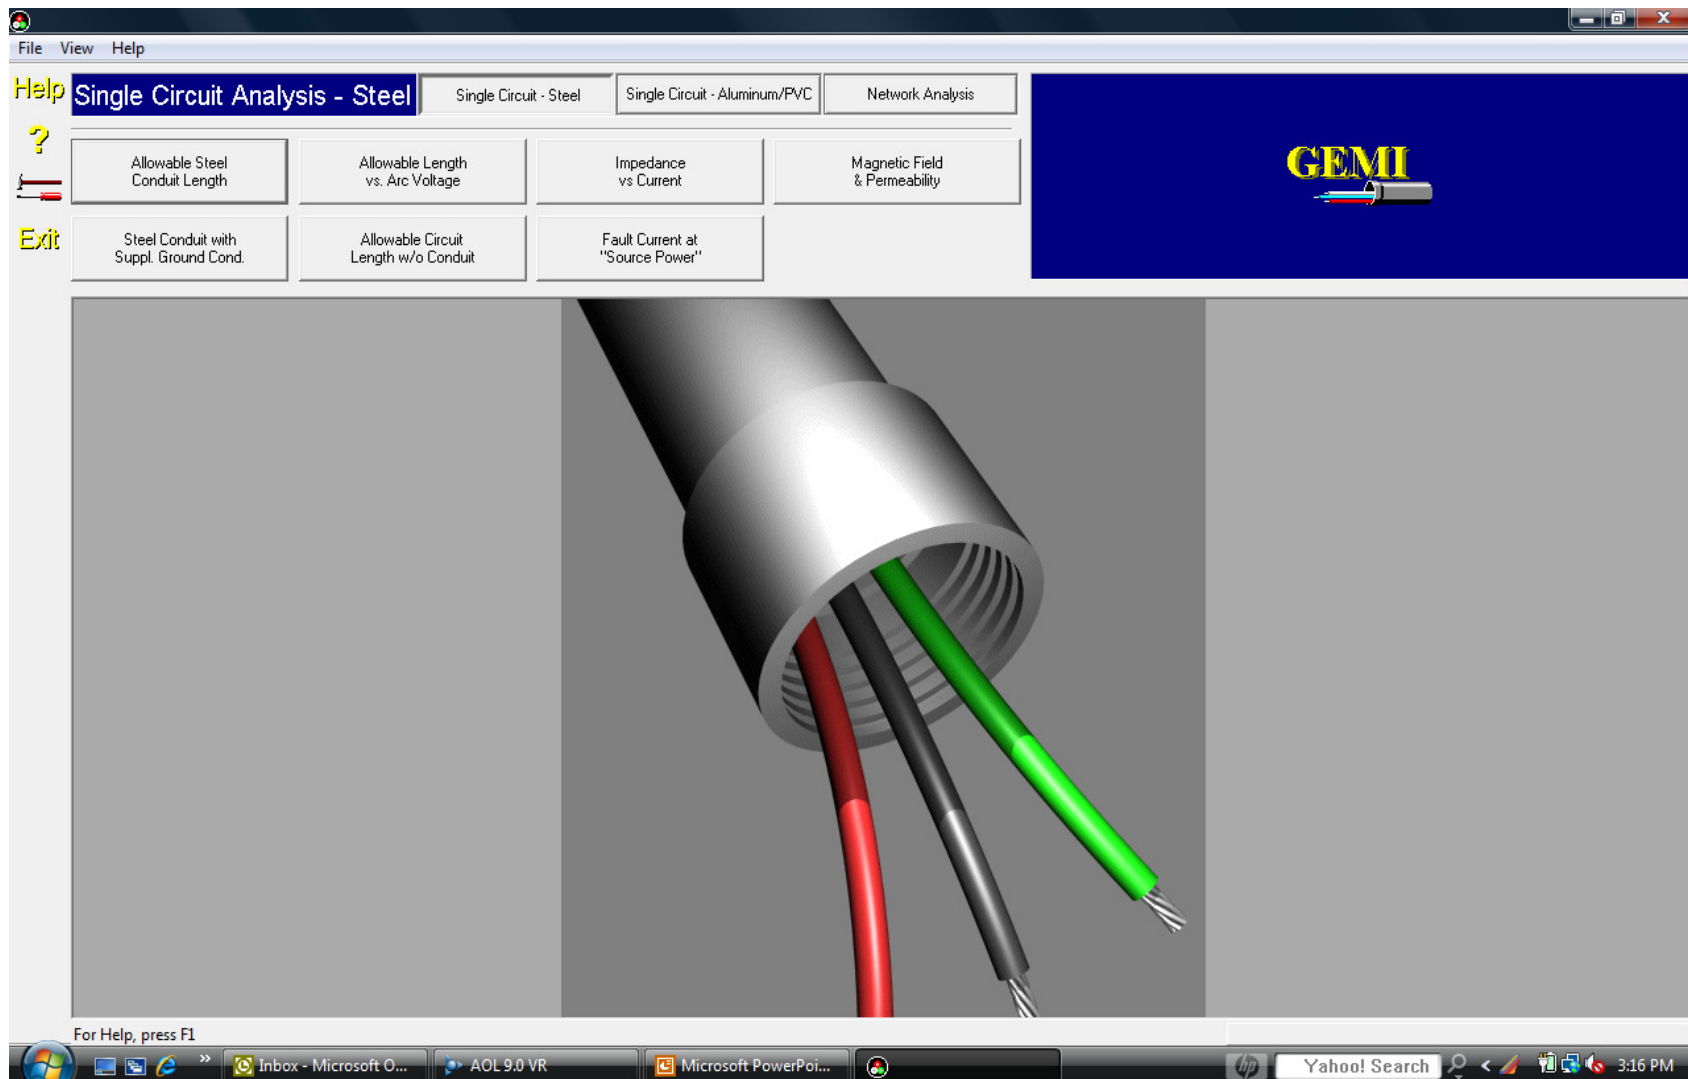 File View Help
Help
Single Circuit Analysis - Steel
Single Circuit - Steel
Single Circuit - Aluminum/PVC
Network Analysis
?
Allowable Steel
Conduit Length
Allowable Length
vs. Arc Voltage
Impedance
vs Current
Magnetic Field
& Permeability
GEMI
Exit
Steel Conduit with
Suppl. Ground Cond.
Allowable Circuit
Length w/o Conduit
Fault Current at
"Source Power"
For Help, press F1
Inbox - Microsoft O...
AOL 9.0 VR
Microsoft PowerPoi...
hp
Yahoo! Search
3:16 PM